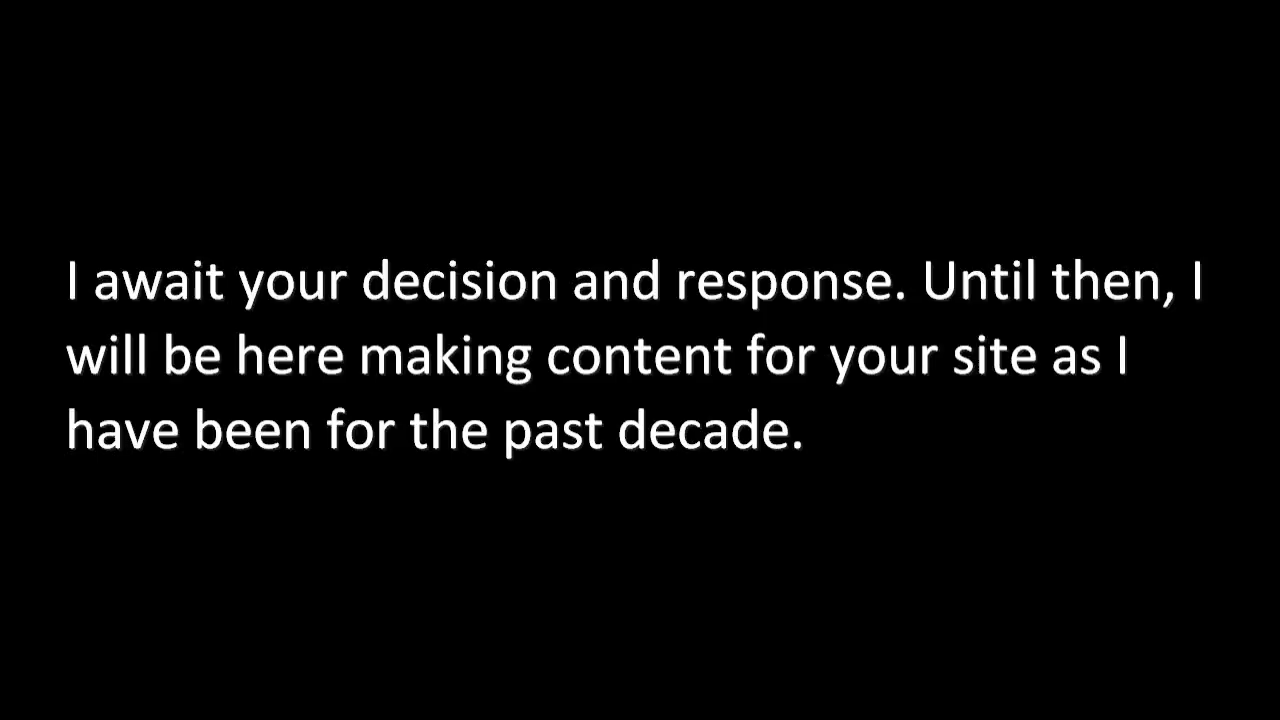 I await your decision and response. Until then, I
will be here making content for your site as I
have been for the past decade.